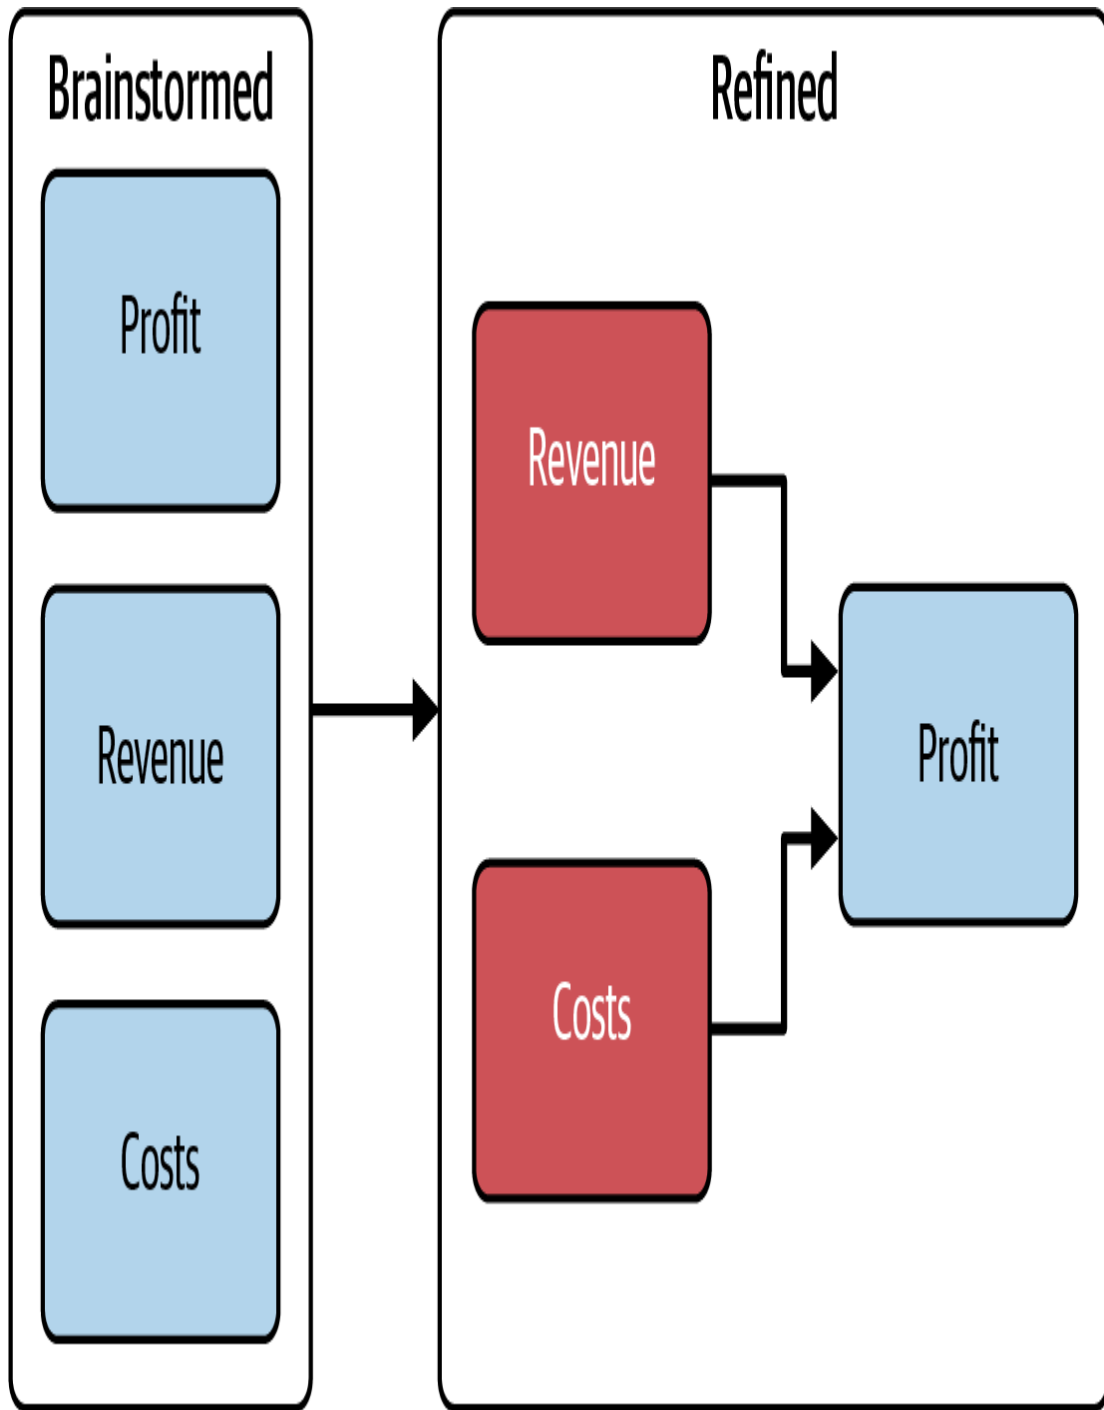 Brainstormed
Profit
Revenue
Costs
Refined
Revenue
Costs
Profit